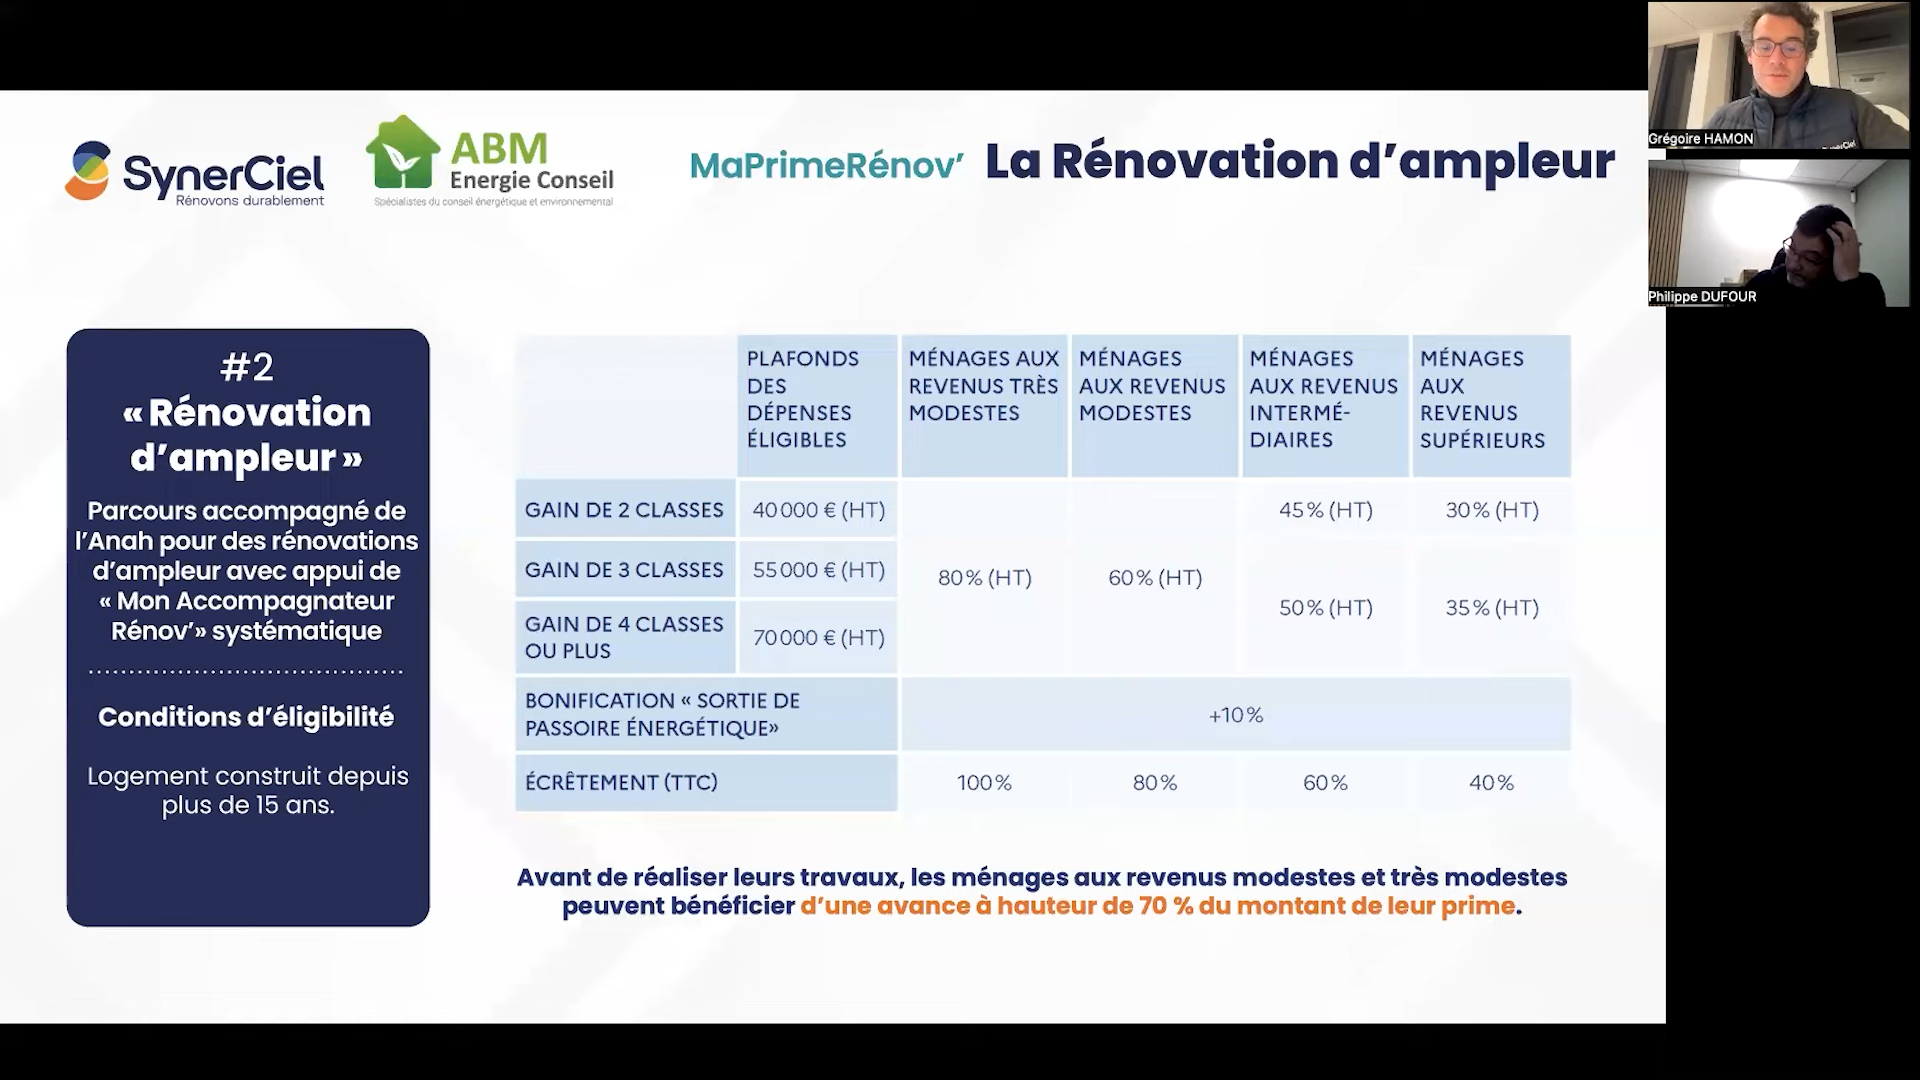 SynerCiel
Rénovons durablement
ABM
Energie Conseil
Spécialistes du conseil énergétique et environnemental
MaPrimeRénov’ La Rénovation d’ampleur
Grégoire HAMON
Philippe DUFOUR
#2
« Rénovation
d’ampleur »
Parcours accompagné de
l’Anah pour des rénovations
d’ampleur avec appui de
« Mon Accompagnateur
Rénov’» systématique
Conditions d’éligibilité
Logement construit depuis
plus de 15 ans.
PLAFONDS
DES
DÉPENSES
ÉLIGIBLES
MÉNAGES AUX
REVENUS TRÈS
MODESTES
MÉNAGES
AUX REVENUS
MODESTES
MÉNAGES
AUX REVENUS
INTERMÉ-
DIAIRES
MÉNAGES
AUX
REVENUS
SUPÉRIEURS
GAIN DE 2 CLASSES
40 000 € (HT)
45 % (HT)
30 % (HT)
GAIN DE 3 CLASSES
55 000 € (HT)
80 % (HT)
60 % (HT)
50 % (HT)
35 % (HT)
GAIN DE 4 CLASSES
OU PLUS
70 000 € (HT)
BONIFICATION « SORTIE DE
PASSOIRE ÉNERGÉTIQUE»
+10 %
ÉCRÊTEMENT (TTC)
100 %
80 %
60 %
40 %
Avant de réaliser leurs travaux, les ménages aux revenus modestes et très modestes
peuvent bénéficier d’une avance à hauteur de 70 % du montant de leur prime.